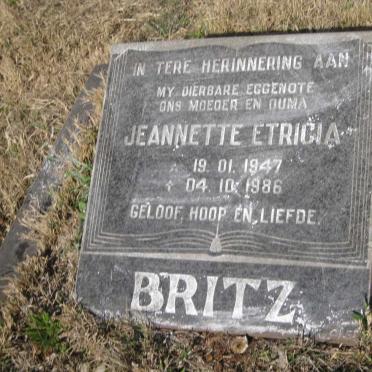 IN TERE HERINNERING AAN
MY DIERBARE EGGENOTE
ONS MOEDER EN OUMA
JEANNETTE ETRICIA
* 19.01.1947
+ 04.10.1986
GELOOF, HOOP EN LIEFDE.
BRITZ